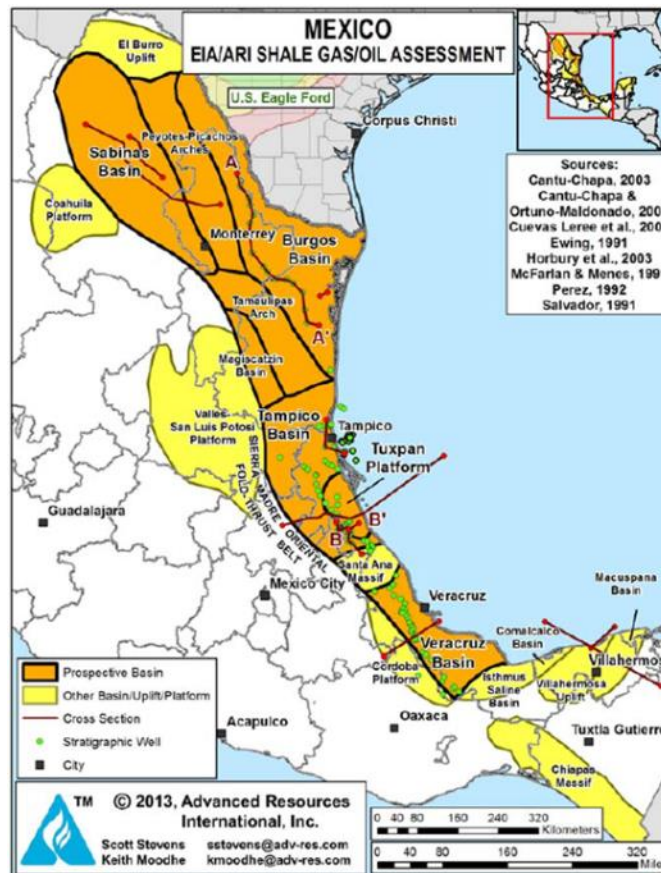 MEXICO
EIA/ARI SHALE GAS/OIL ASSESSMENT
El Burro
Uplift
U.S. Eagle Ford
Corpus Christi
Peyotes-Picachos
Arches
Sabinas
Basin
A
Coahuila
Platform
Monterrey
Burgos
Basin
Tamaulipas
Arch
A'
Magiscatzin
Basin
Sources:
Cantu-Chapa, 2003
Cantu-Chapa &
Ortuno-Maldonado, 200
Cuevas Leree et al., 200
Ewing, 1991
Horbury et al., 2003
McFarlan & Menes, 199
Perez, 1992
Salvador, 1991
Valles
San Luis Potosi
Platform
Tampico
Basin
Tampico
Tuxpan
Platform
SIERRA MADRE ORIENTAL
FOLD-THRUST BELT
Guadalajara
B
B'
Santa Ana
Massif
Mexico City
Veracruz
Veracruz
Basin
Cordoba
Platform
Macuspana
Basin
Comalcalco
Basin
Villahermosa
Isthmus
Saline
Basin
Villahermosa
Uplift
Oaxaca
Tuxtla Gutierre
Acapulco
Chiapas
Massif
Prospective Basin
Other Basin/Uplift/Platform
Cross Section
Stratigraphic Well
City
TM
© 2013, Advanced Resources
International, Inc.
Scott Stevens sstevens@adv-res.com
Keith Moodhe kmoodhe@adv-res.com
0 40 80 160 240 320
Kilometers
0 40 80 160 240 320
Mile